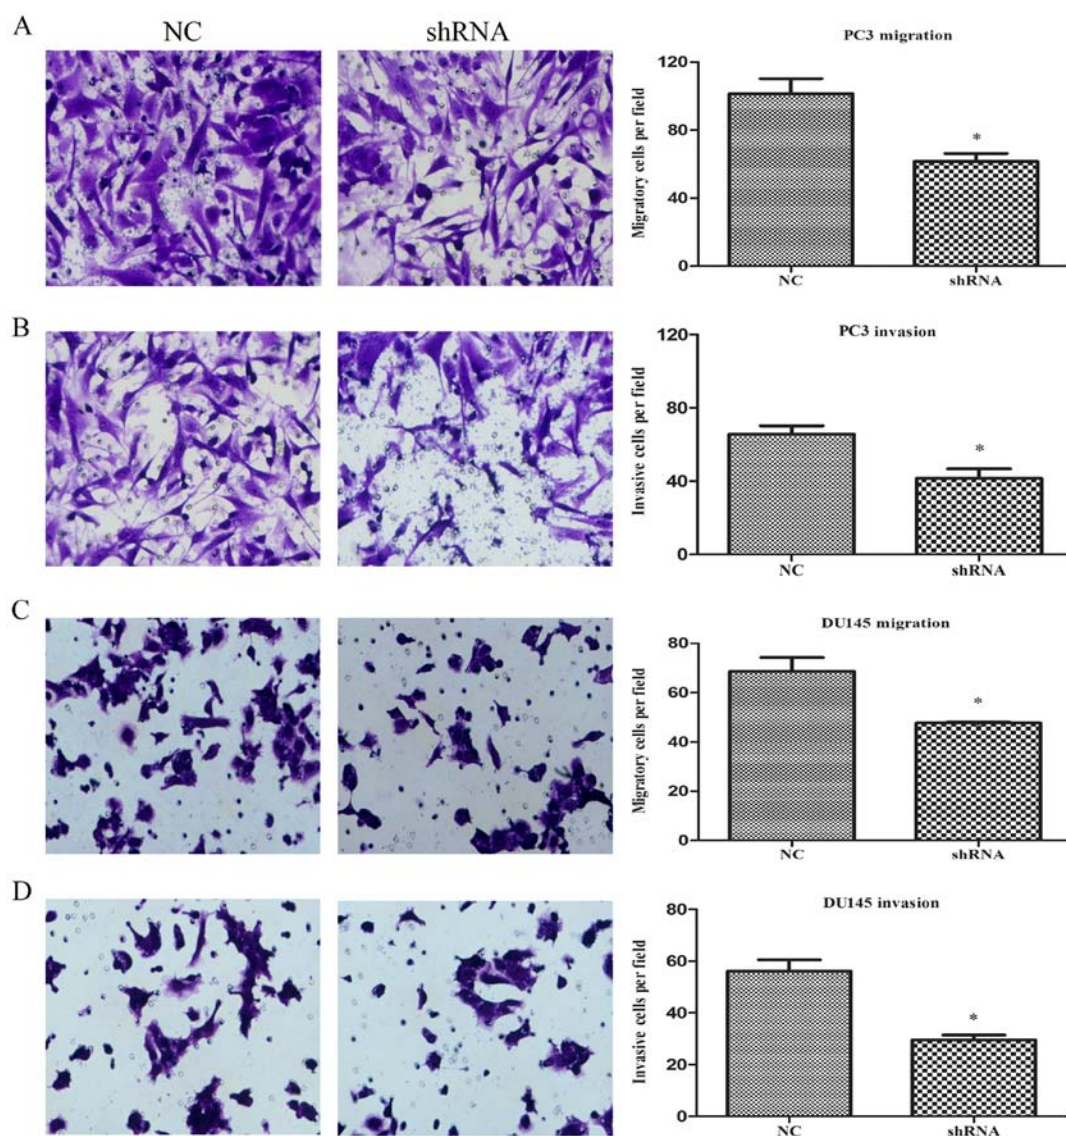 A
NC
shRNA
PC3 migration
Migratory cells per field
120
80
40
0
NC
shRNA
*
B
PC3 invasion
Invasive cells per field
120
80
40
0
NC
shRNA
*
C
DU145 migration
Migratory cells per field
80
60
40
20
0
NC
shRNA
*
D
DU145 invasion
Invasive cells per field
80
60
40
20
0
NC
shRNA
*